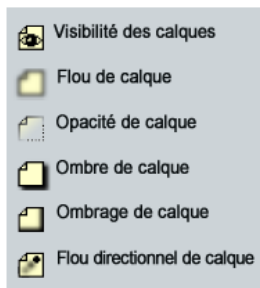 Visibilité des calques
Flou de calque
Opacité de calque
Ombre de calque
Ombrage de calque
Flou directionnel de calque